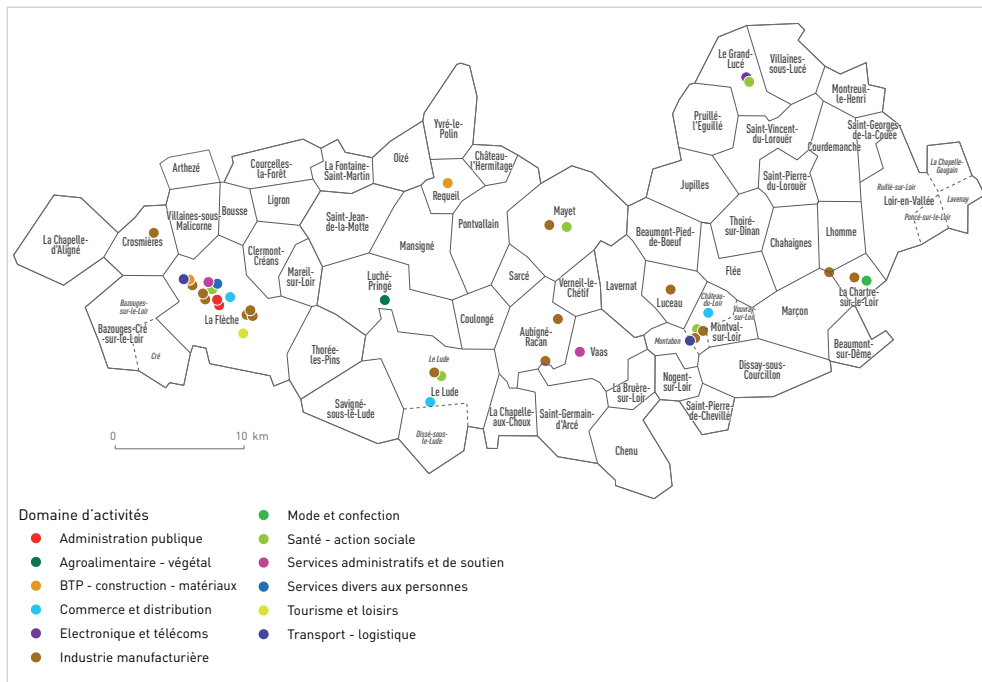 Le Grand-
Lucé
Villaines-
sous-Lucé
Montreuil-
le-Henri
Pruillé-
l'Eguillé
Saint-Vincent-
du-Lorouër
Courdemanche
Saint-Georges-
de-la-Couée
La Chapelle-
Gaugain
Yvré-le-
Polin
Château-
l'Hermitage
Oizé
La Fontaine-
Saint-Martin
Courcelles-
la-Forêt
Arthezé
Requeil
Ligron
Bousse
Villaines-sous-
Malicorne
Saint-Jean-
de-la-Motte
Mansigné
Pontvallain
Mayet
Jupilles
Saint-Pierre-
du-Lorouër
Ruillé-sur-Loir
Loir-en-Vallée
Lavenay
Poncé-sur-le-Loir
La Chapelle-
d'Aligné
Crosmières
Clermont-
Créans
Mareil-
sur-Loir
Luché-
Pringé
Sarcé
Verneil-le-
Chétif
Lavernat
Beaumont-Pied-
de-Boeuf
Thoiré-
sur-Dinan
Chahaignes
Lhomme
Flée
La Chartre-
sur-le-Loir
Bazouges-
sur-le-Loir
Bazouges-Cré
-sur-le-Loir
Cré
La Flèche
Coulongé
Aubigné-
Racan
Vaas
Luceau
Château-
du-Loir
Vouvray-
sur-Loir
Montabon
Montval-
sur-Loir
Marçon
Beaumont-
sur-Dême
Thorée-
les-Pins
Le Lude
Le Lude
Savigné-
sous-le-Lude
Dissé-sous-
le-Lude
La Chapelle-
aux-Choux
Saint-Germain-
d'Arcé
La Bruère-
sur-Loir
Nogent-
sur-Loir
Dissay-sous-
Courcillon
Saint-Pierre-
de-Chevillé
Chenu
0 10 km
Domaine d'activités
Administration publique
Agroalimentaire - végétal
BTP - construction - matériaux
Commerce et distribution
Electronique et télécoms
Industrie manufacturière
Mode et confection
Santé - action sociale
Services administratifs et de soutien
Services divers aux personnes
Tourisme et loisirs
Transport - logistique